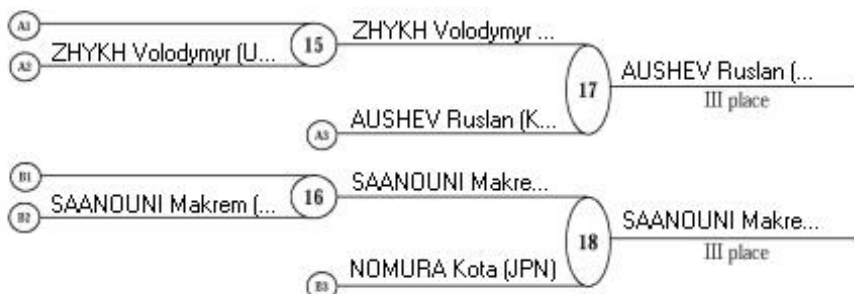 A1
ZHYKH Volodymyr ...
15
A2
ZHYKH Volodymyr (U...
AUSHEV Ruslan (...
17
III place
A3
AUSHEV Ruslan (K...
B1
SAANOUNI Makre...
16
B2
SAANOUNI Makrem (...
SAANOUNI Makre...
18
III place
B3
NOMURA Kota (JPN)